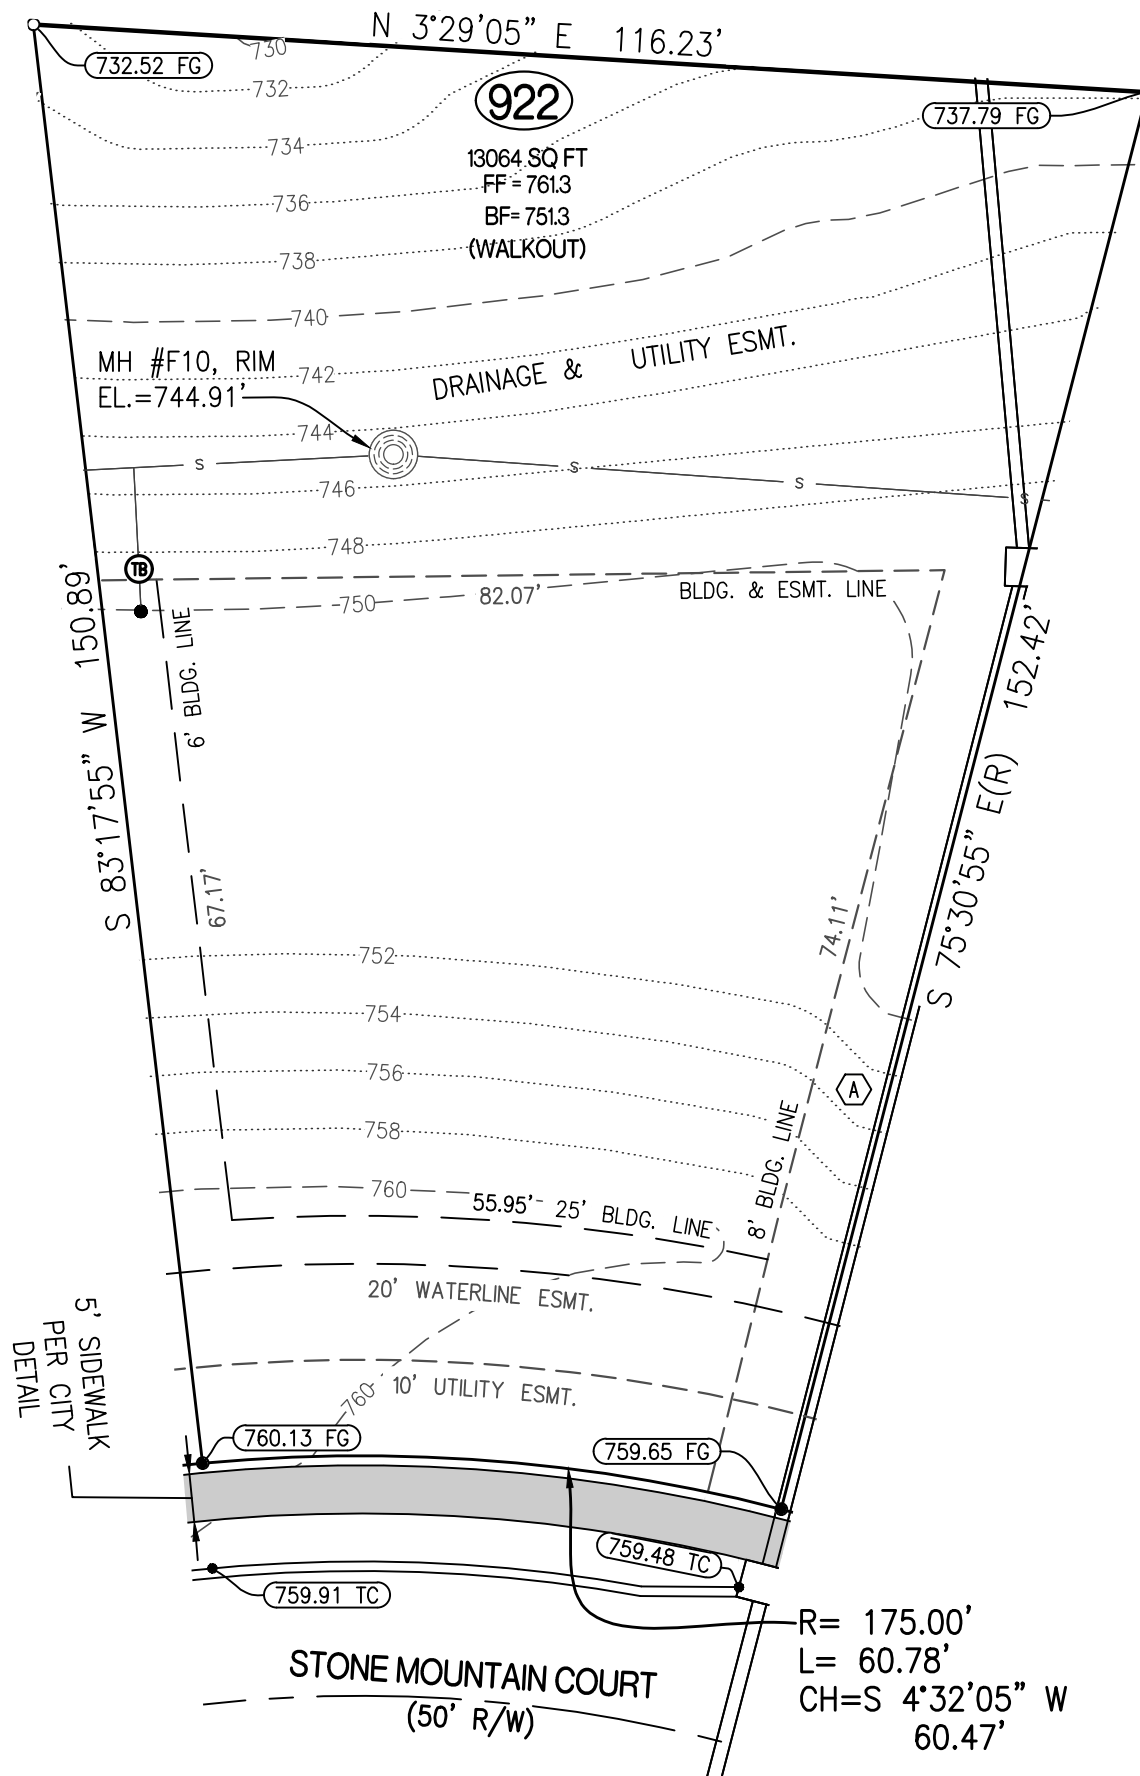 N 3°29'05" E 116.23'
730
732.52 FG
732
922
737.79 FG
734
13064 SQ FT
FF = 761.3
BF= 751.3
(WALKOUT)
736
738
740
MH #F10, RIM
EL.=744.91'
742
DRAINAGE & UTILITY ESMT.
744
S
S
S
S
746
748
TB
750
82.07'
BLDG. & ESMT. LINE
S 83°17'55" W 150.89'
6' BLDG. LINE
67.17'
74.11'
S 75°30'55" E(R) 152.42'
752
754
756
A
758
8' BLDG. LINE
760
55.95' 25' BLDG. LINE
20' WATERLINE ESMT.
10' UTILITY ESMT.
760
5' SIDEWALK
PER CITY
DETAIL
760.13 FG
759.65 FG
759.48 TC
759.91 TC
R= 175.00'
L= 60.78'
CH=S 4°32'05" W
60.47'
STONE MOUNTAIN COURT
(50' R/W)